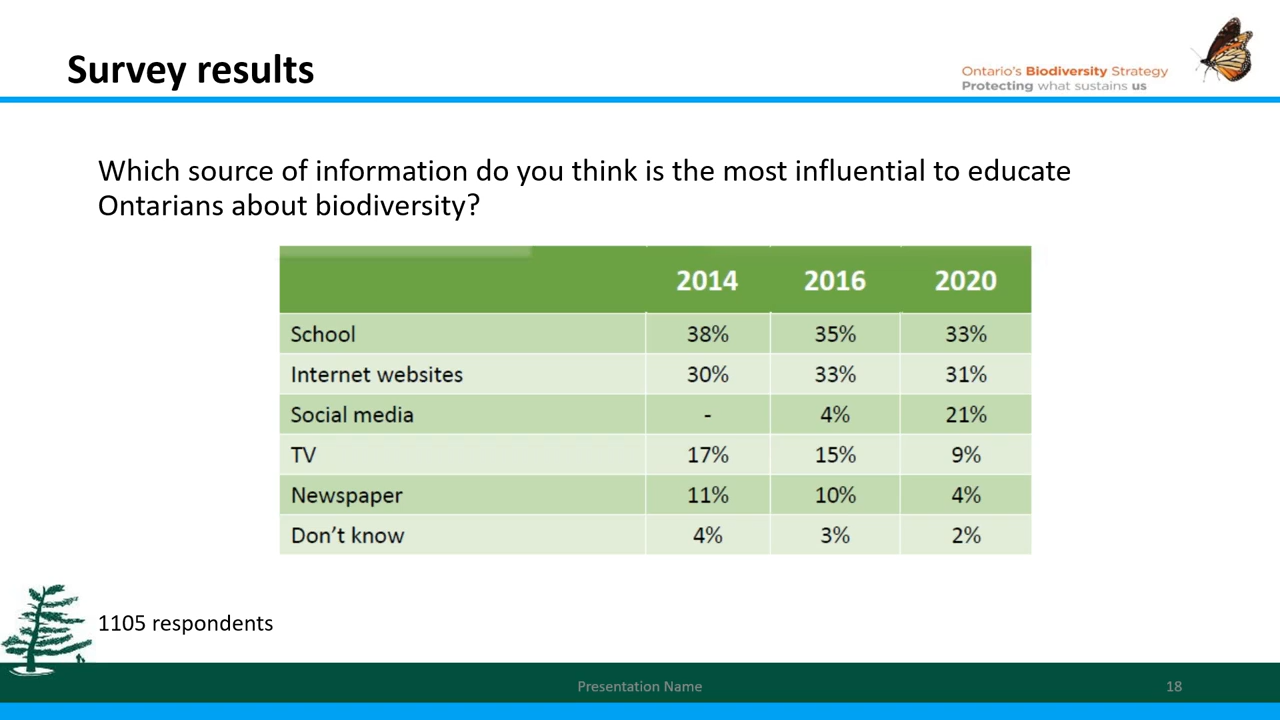 Survey results
Ontario's Biodiversity Strategy
Protecting what sustains us
Which source of information do you think is the most influential to educate
Ontarians about biodiversity?
2014 2016 2020
School 38% 35% 33%
Internet websites 30% 33% 31%
Social media - 4% 21%
TV 17% 15% 9%
Newspaper 11% 10% 4%
Don't know 4% 3% 2%
1105 respondents
Presentation Name 18